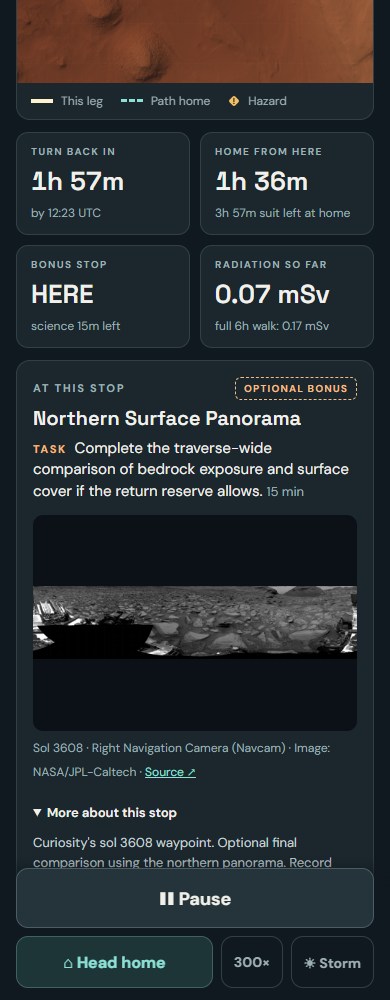 This leg Path home Hazard
TURN BACK IN
1h 57m
by 12:23 UTC
HOME FROM HERE
1h 36m
3h 57m suit left at home
BONUS STOP
HERE
science 15m left
RADIATION SO FAR
0.07 mSv
full 6h walk: 0.17 mSv
AT THIS STOP
OPTIONAL BONUS
Northern Surface Panorama
TASK Complete the traverse-wide
comparison of bedrock exposure and surface
cover if the return reserve allows. 15 min
Sol 3608 · Right Navigation Camera (Navcam) · Image:
NASA/JPL-Caltech · Source ↗
▼ More about this stop
Curiosity's sol 3608 waypoint. Optional final
comparison using the northern panorama. Record
Pause
⌂ Head home
300×
☀ Storm